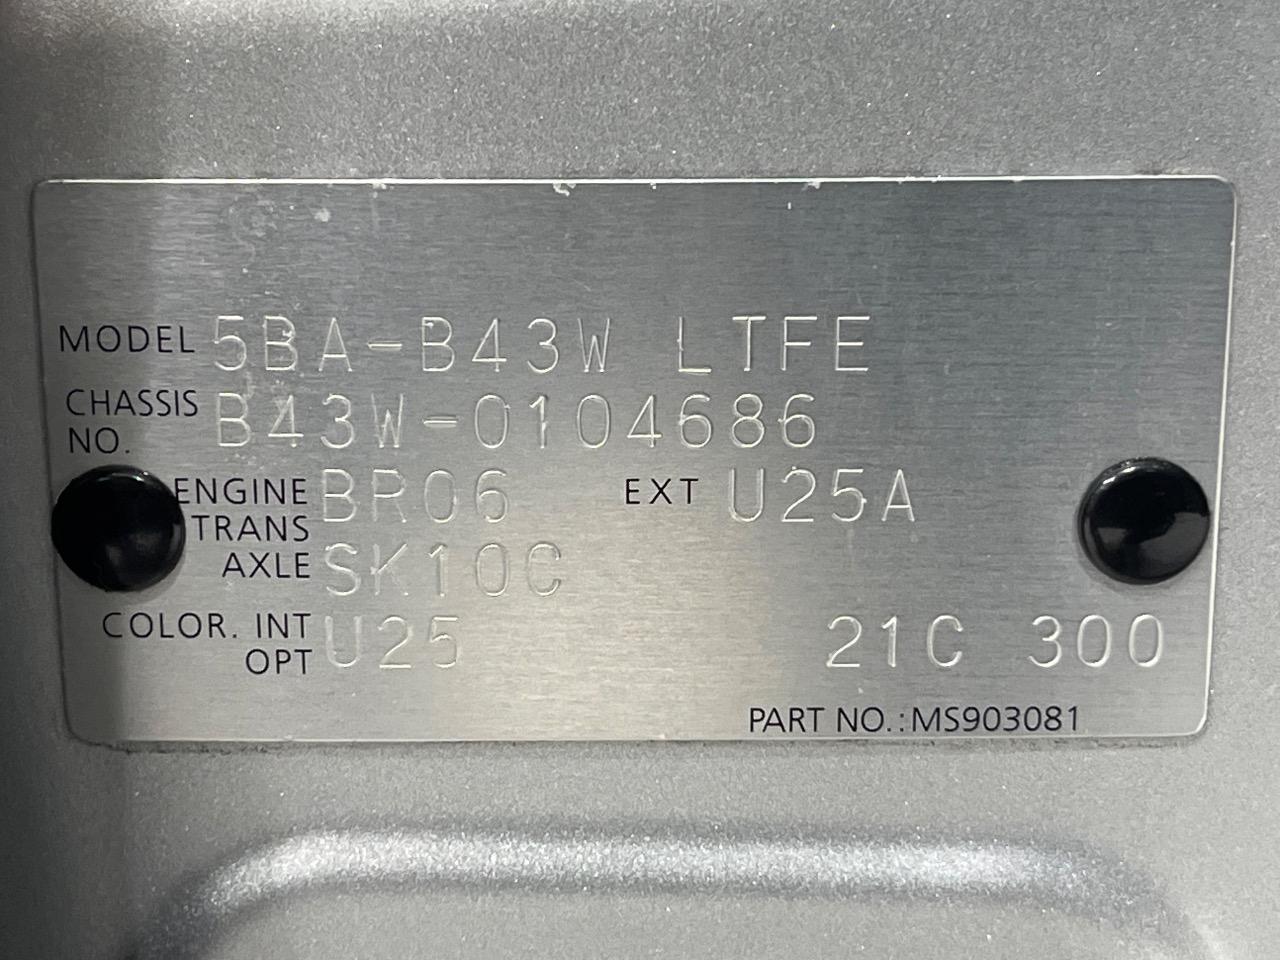 MODEL 5BA-B43W LTFE
CHASSIS NO. B43W-0104686
ENGINE BR06 EXT U25A
TRANS AXLE SK10C
COLOR. INT OPT U25 21C 300
PART NO.:MS903081